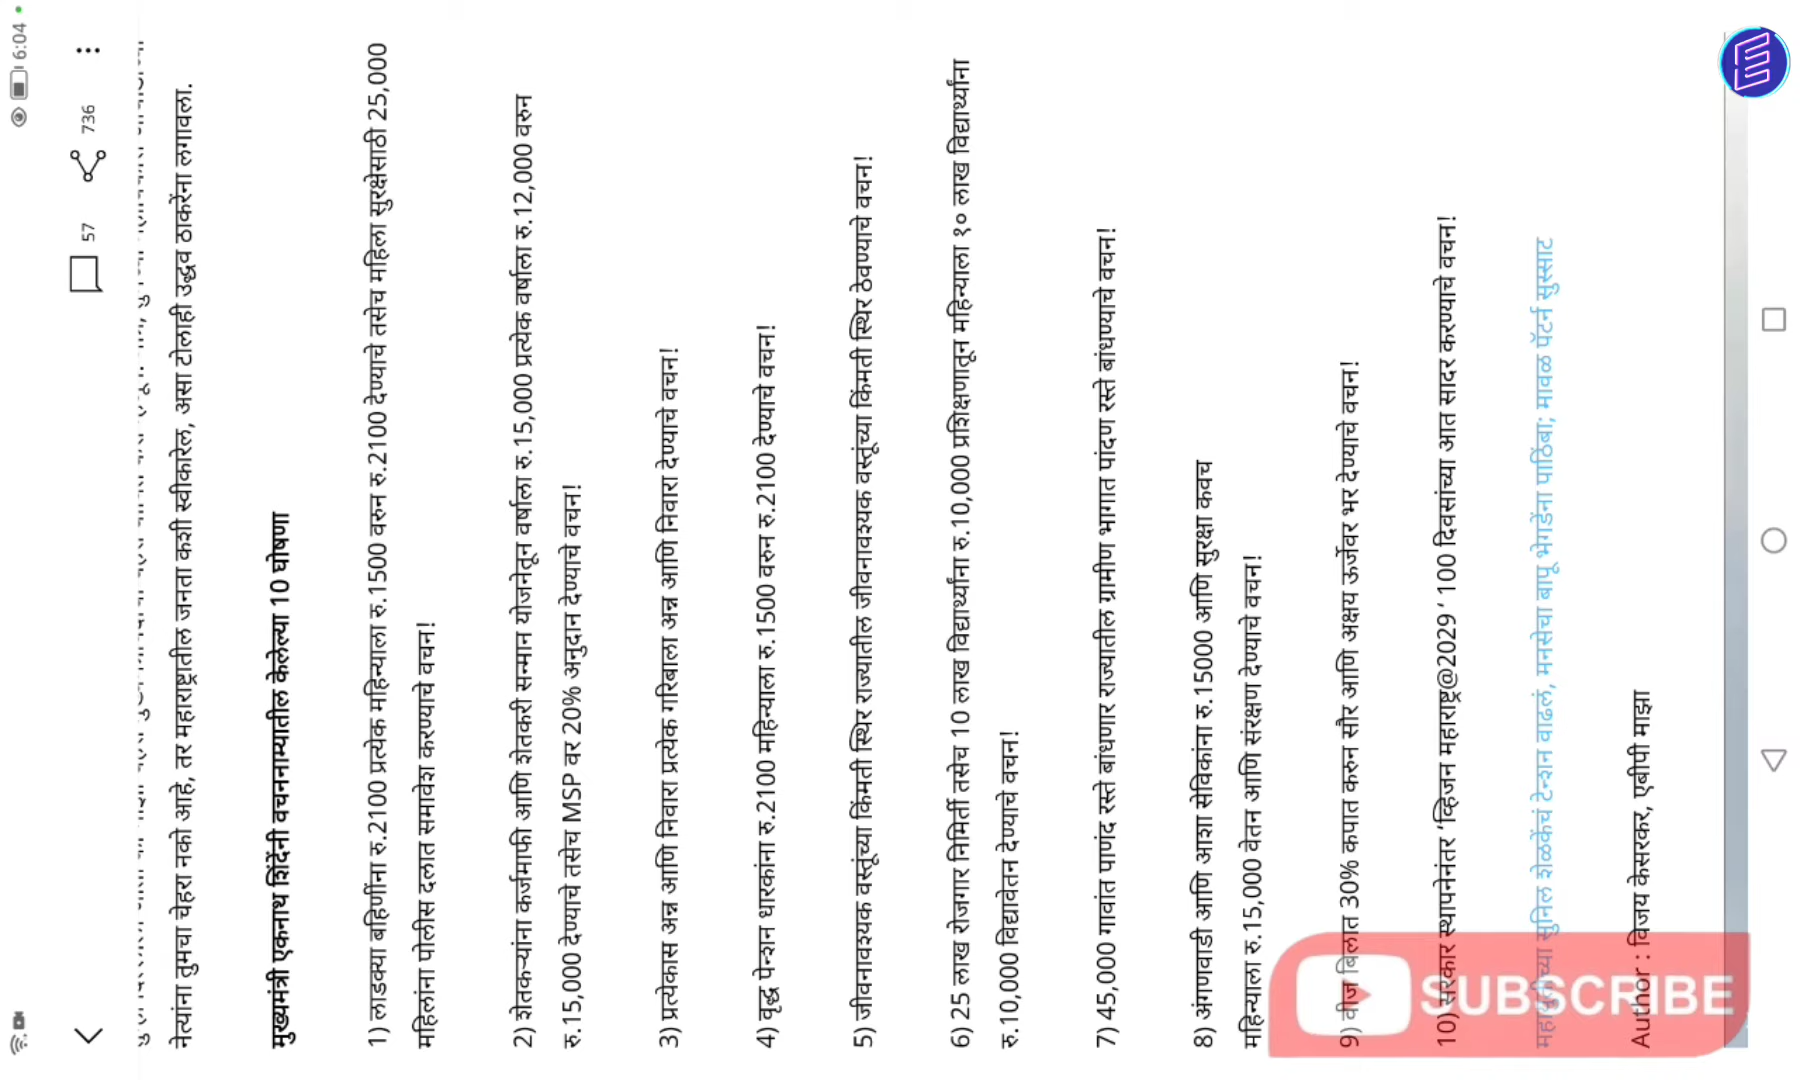 6:04
57
736
नेत्यांना तुमचा चेहरा नको आहे, तर महाराष्ट्रातील जनता कशी स्वीकारेल, असा टोलाही उद्धव ठाकरेंना लगावला.
मुख्यमंत्री एकनाथ शिंदेंनी वचननाम्यातील केलेल्या 10 घोषणा
1) लाडक्या बहिणींना रु.2100 प्रत्येक महिन्याला रु.1500 वरुन रु.2100 देण्याचे तसेच महिला सुरक्षेसाठी 25,000
महिलांना पोलीस दलात समावेश करण्याचे वचन!
2) शेतकऱ्यांना कर्जमाफी आणि शेतकरी सन्मान योजनेतून वर्षाला रु.15,000 प्रत्येक वर्षाला रु.12,000 वरुन
रु.15,000 देण्याचे तसेच MSP वर 20% अनुदान देण्याचे वचन!
3) प्रत्येकास अन्न आणि निवारा प्रत्येक गरिबाला अन्न आणि निवारा देण्याचे वचन!
4) वृद्ध पेन्शन धारकांना रु.2100 महिन्याला रु.1500 वरुन रु.2100 देण्याचे वचन!
5) जीवनावश्यक वस्तूंच्या किंमती स्थिर राज्यातील जीवनावश्यक वस्तूंच्या किंमती स्थिर ठेवण्याचे वचन!
6) 25 लाख रोजगार निमिर्ती तसेच 10 लाख विद्यार्थ्यांना रु.10,000 प्रशिक्षणातून महिन्याला १० लाख विद्यार्थ्यांना
रु.10,000 विद्यावेतन देण्याचे वचन!
7) 45,000 गावांत पाणंद रस्ते बांधणार राज्यातील ग्रामीण भागात पांदण रस्ते बांधण्याचे वचन!
8) अंगणवाडी आणि आशा सेविकांना रु.15000 आणि सुरक्षा कवच
महिन्याला रु.15,000 वेतन आणि संरक्षण देण्याचे वचन!
9) वीज बिलात 30% कपात करुन सौर आणि अक्षय ऊर्जेवर भर देण्याचे वचन!
10) सरकार स्थापनेनंतर ‘व्हिजन महाराष्ट्र@2029 ’ 100 दिवसांच्या आत सादर करण्याचे वचन!
महायुतीच्या सुनिल शेळकेंचं टेन्शन वाढलं, मनसेचा बापू भेगडेंना पाठिंबा; मावळ पॅटर्न सुस्साट
Author : विजय केसरकर, एबीपी माझा
SUBSCRIBE